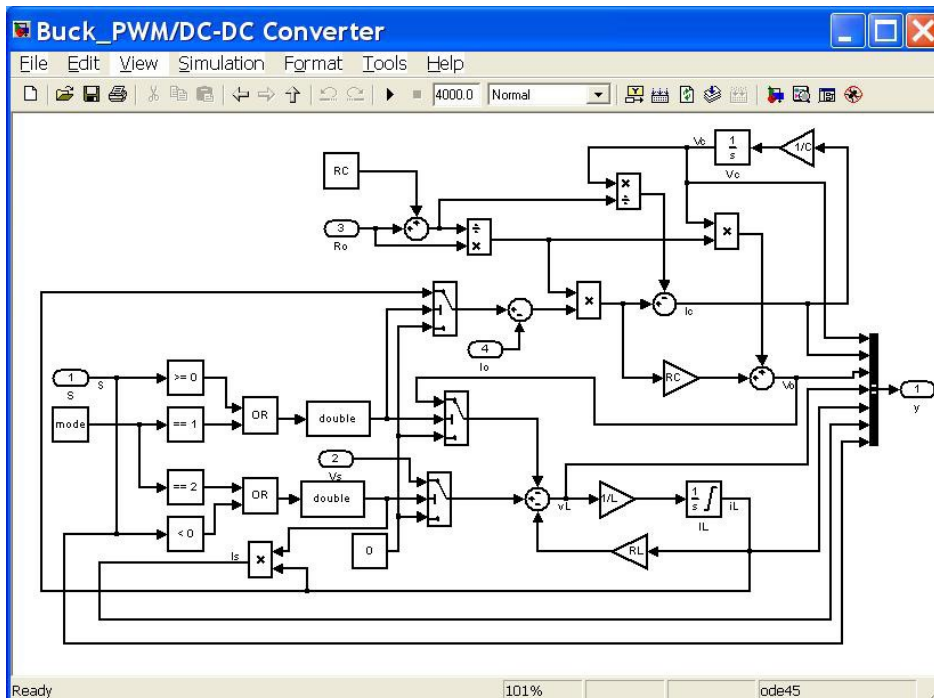 Buck_PWM/DC-DC Converter
File Edit View Simulation Format Tools Help
4000.0 Normal
Vc 1/s 1/C
Vc
RC × ÷
3 ÷ ×
Ro
×
×
Ic
4
Io
RC Vo
1 S >= 0
S
OR double
mode == 1
2
Vs
== 2 OR double
vL 1/L 1/s iL
IL
< 0 Is × 0 RL
1
y
Ready 101% ode45